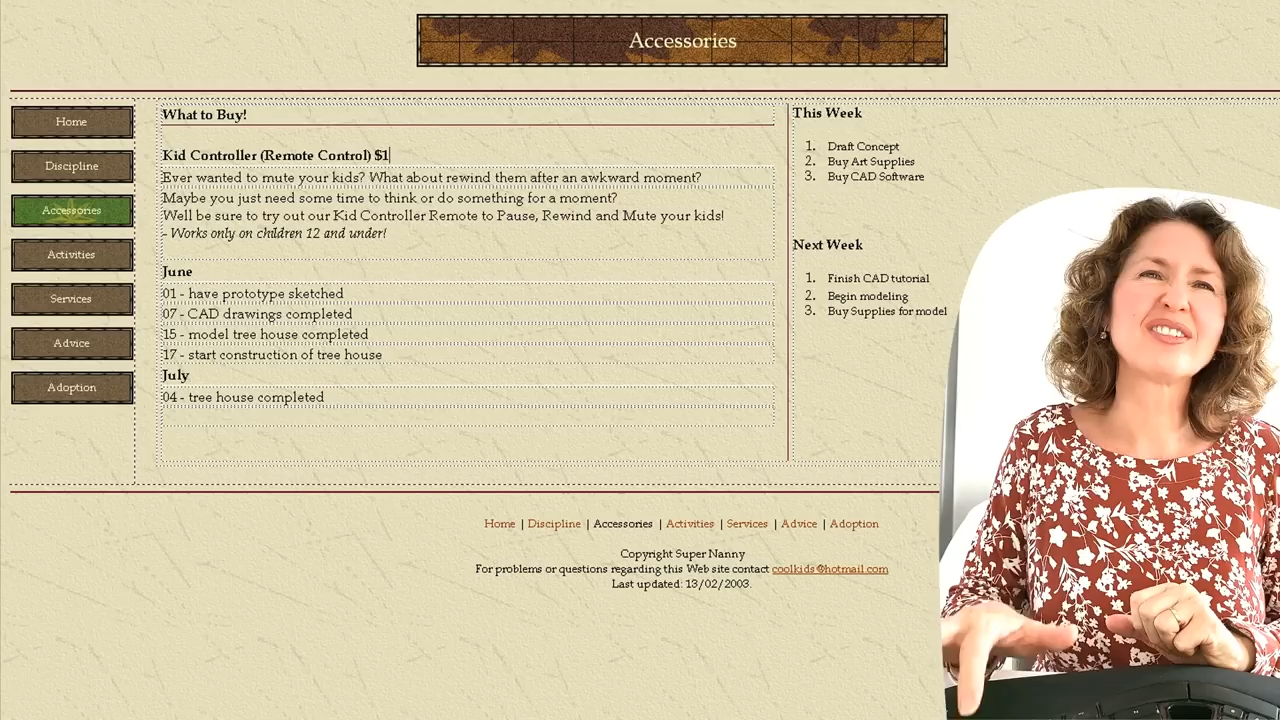 Accessories
Home
Discipline
Accessories
Activities
Services
Advice
Adoption
What to Buy!
Kid Controller (Remote Control) $1
Ever wanted to mute your kids? What about rewind them after an awkward moment?
Maybe you just need some time to think or do something for a moment?
Well be sure to try out our Kid Controller Remote to Pause, Rewind and Mute your kids!
- Works only on children 12 and under!
June
01 - have prototype sketched
07 - CAD drawings completed
15 - model tree house completed
17 - start construction of tree house
July
04 - tree house completed
This Week
1. Draft Concept
2. Buy Art Supplies
3. Buy CAD Software
Next Week
1. Finish CAD tutorial
2. Begin modeling
3. Buy Supplies for model
Home | Discipline | Accessories | Activities | Services | Advice | Adoption
Copyright Super Nanny
For problems or questions regarding this Web site contact coolkids@hotmail.com
Last updated: 13/02/2003.